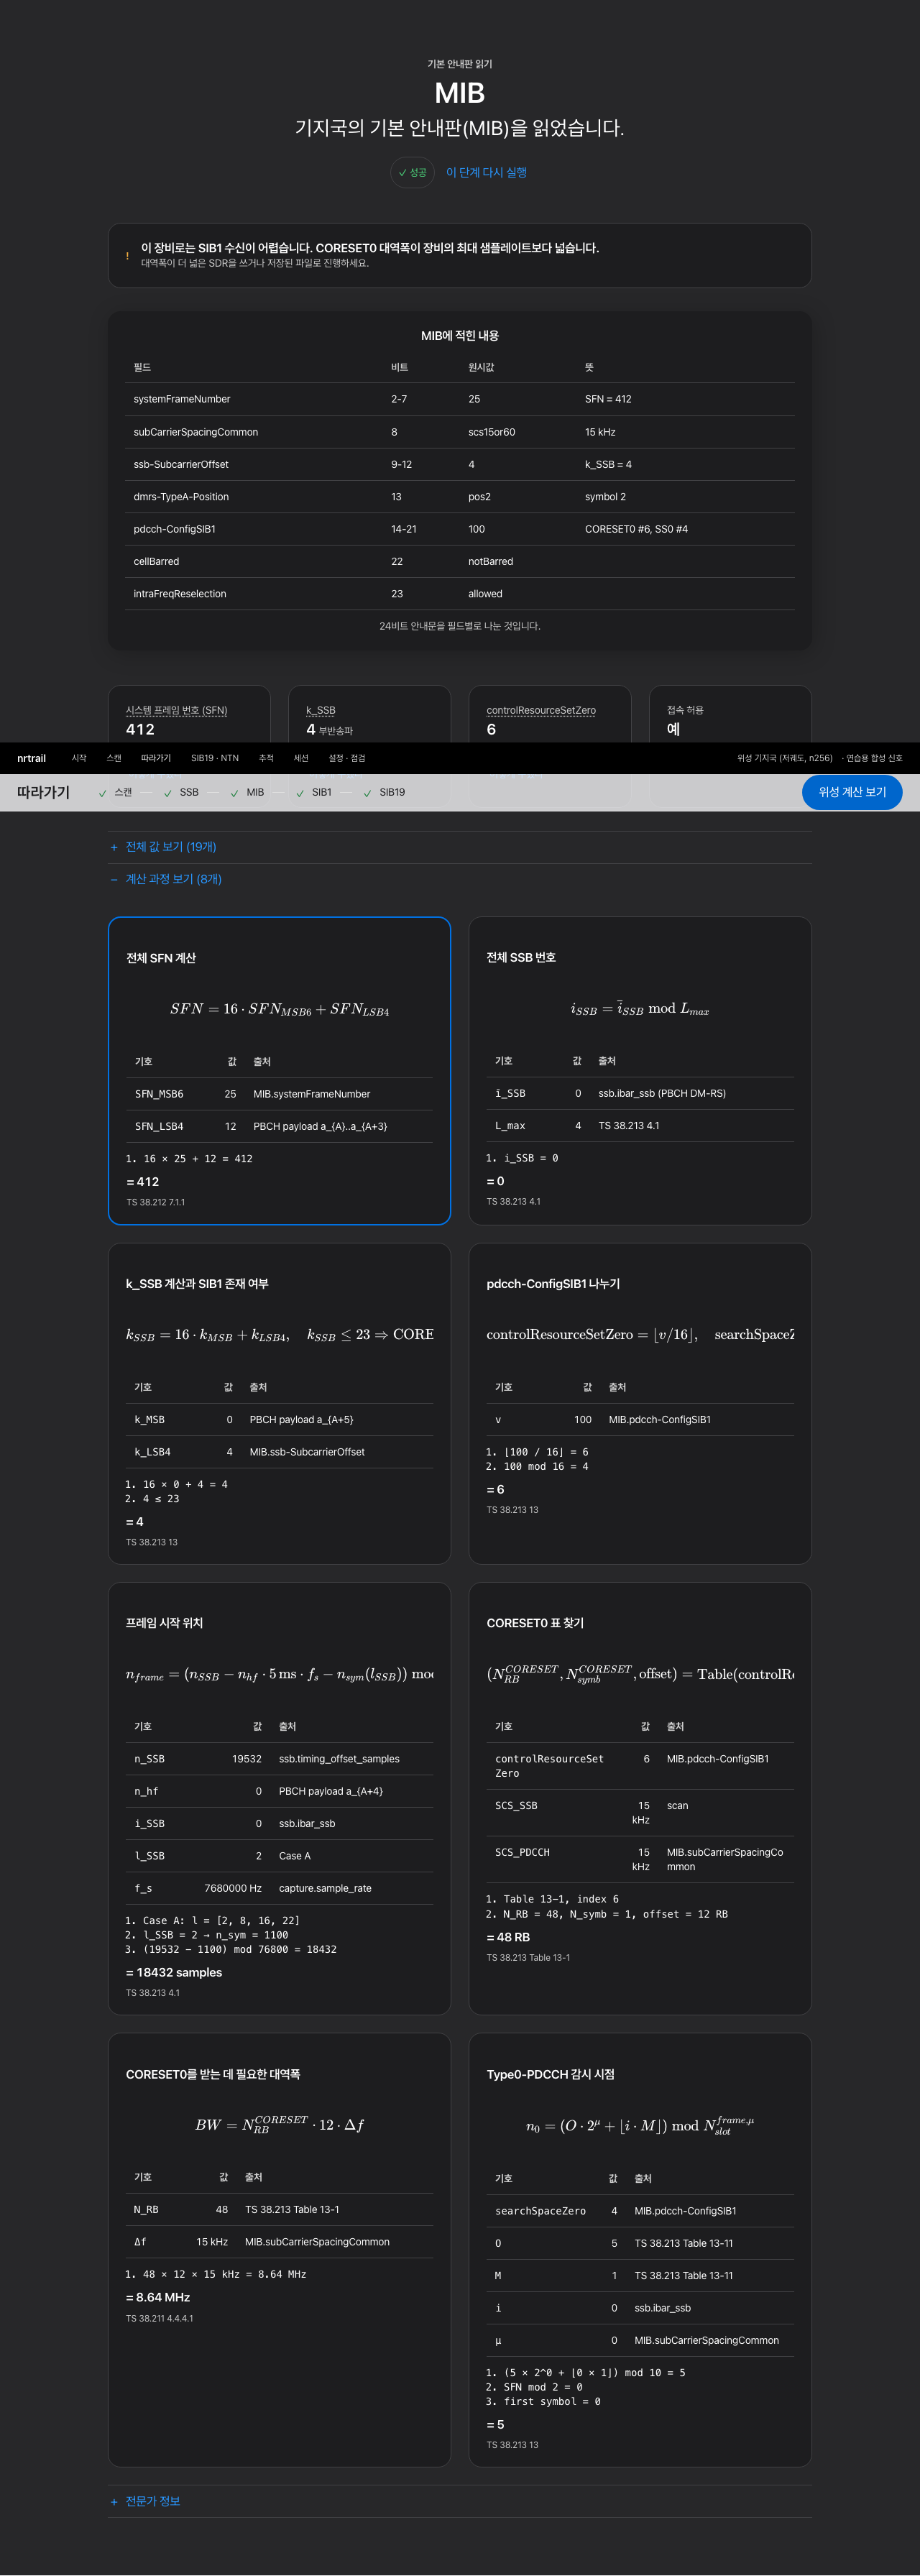 기본 안내판 읽기
MIB
기지국의 기본 안내판(MIB)을 읽었습니다.
✓ 성공 이 단계 다시 실행
! 이 장비로는 SIB1 수신이 어렵습니다. CORESET0 대역폭이 장비의 최대 샘플레이트보다 넓습니다.
대역폭이 더 넓은 SDR을 쓰거나 저장된 파일로 진행하세요.
MIB에 적힌 내용
필드 비트 원시값 뜻
systemFrameNumber 2-7 25 SFN = 412
subCarrierSpacingCommon 8 scs15or60 15 kHz
ssb-SubcarrierOffset 9-12 4 k_SSB = 4
dmrs-TypeA-Position 13 pos2 symbol 2
pdcch-ConfigSIB1 14-21 100 CORESET0 #6, SS0 #4
cellBarred 22 notBarred
intraFreqReselection 23 allowed
24비트 안내문을 필드별로 나눈 것입니다.
시스템 프레임 번호 (SFN)
412
k_SSB
4 부반송파
controlResourceSetZero
6
접속 허용
예
nrtrail 시작 스캔 따라가기 SIB19 · NTN 추적 세션 설정 · 점검 위성 기지국 (저궤도, n256) · 연습용 합성 신호
따라가기 ✓ 스캔 ✓ SSB ✓ MIB ✓ SIB1 ✓ SIB19 위성 계산 보기
+ 전체 값 보기 (19개)
− 계산 과정 보기 (8개)
전체 SFN 계산
SFN = 16 · SFN_MSB6 + SFN_LSB4
기호 값 출처
SFN_MSB6 25 MIB.systemFrameNumber
SFN_LSB4 12 PBCH payload a_{A}..a_{A+3}
1. 16 × 25 + 12 = 412
= 412
TS 38.212 7.1.1
전체 SSB 번호
i_SSB = ī_SSB mod L_max
기호 값 출처
ī_SSB 0 ssb.ibar_ssb (PBCH DM-RS)
L_max 4 TS 38.213 4.1
1. i_SSB = 0
= 0
TS 38.213 4.1
k_SSB 계산과 SIB1 존재 여부
k_SSB = 16 · k_MSB + k_LSB4, k_SSB ≤ 23 ⇒ CORE
기호 값 출처
k_MSB 0 PBCH payload a_{A+5}
k_LSB4 4 MIB.ssb-SubcarrierOffset
1. 16 × 0 + 4 = 4
2. 4 ≤ 23
= 4
TS 38.213 13
pdcch-ConfigSIB1 나누기
controlResourceSetZero = ⌊v/16⌋, searchSpaceZ
기호 값 출처
v 100 MIB.pdcch-ConfigSIB1
1. ⌊100 / 16⌋ = 6
2. 100 mod 16 = 4
= 6
TS 38.213 13
프레임 시작 위치
n_frame = (n_SSB − n_hf · 5 ms · f_s − n_sym(l_SSB)) mod
기호 값 출처
n_SSB 19532 ssb.timing_offset_samples
n_hf 0 PBCH payload a_{A+4}
i_SSB 0 ssb.ibar_ssb
l_SSB 2 Case A
f_s 7680000 Hz capture.sample_rate
1. Case A: l = [2, 8, 16, 22]
2. l_SSB = 2 → n_sym = 1100
3. (19532 − 1100) mod 76800 = 18432
= 18432 samples
TS 38.213 4.1
CORESET0 표 찾기
(N_RB^CORESET, N_symb^CORESET, offset) = Table(controlRe
기호 값 출처
controlResourceSet
Zero 6 MIB.pdcch-ConfigSIB1
SCS_SSB 15
kHz scan
SCS_PDCCH 15
kHz MIB.subCarrierSpacingCo
mmon
1. Table 13-1, index 6
2. N_RB = 48, N_symb = 1, offset = 12 RB
= 48 RB
TS 38.213 Table 13-1
CORESET0를 받는 데 필요한 대역폭
BW = N_RB^CORESET · 12 · Δf
기호 값 출처
N_RB 48 TS 38.213 Table 13-1
Δf 15 kHz MIB.subCarrierSpacingCommon
1. 48 × 12 × 15 kHz = 8.64 MHz
= 8.64 MHz
TS 38.211 4.4.4.1
Type0-PDCCH 감시 시점
n_0 = (O · 2^μ + ⌊i · M⌋) mod N_slot^frame,μ
기호 값 출처
searchSpaceZero 4 MIB.pdcch-ConfigSIB1
O 5 TS 38.213 Table 13-11
M 1 TS 38.213 Table 13-11
i 0 ssb.ibar_ssb
μ 0 MIB.subCarrierSpacingCommon
1. (5 × 2^0 + ⌊0 × 1⌋) mod 10 = 5
2. SFN mod 2 = 0
3. first symbol = 0
= 5
TS 38.213 13
+ 전문가 정보